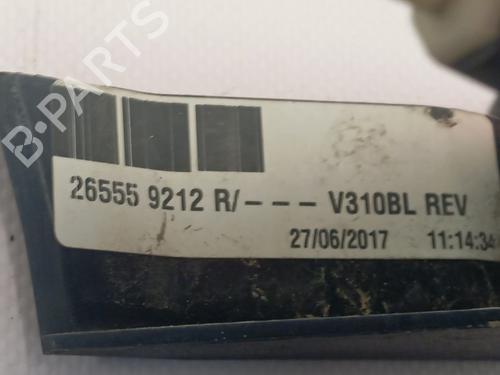 B-PARTS
26555 9212 R/--- V310BL REV
27/06/2017 11:14:34